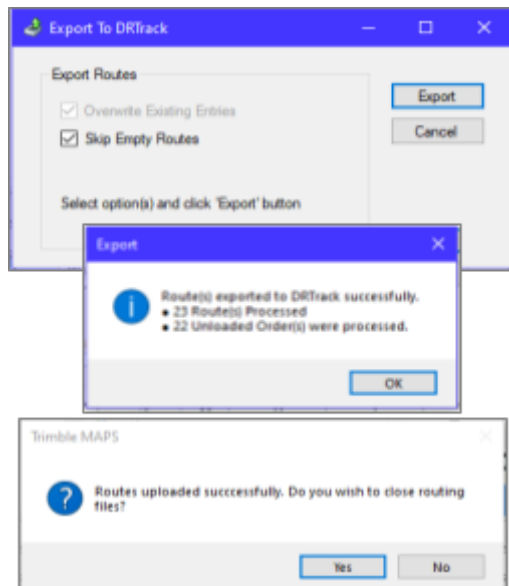 Export To DRTrack
Export Routes
Overwrite Existing Entries
Skip Empty Routes
Export
Cancel
Select option(s) and click 'Export' button
Export
Route(s) exported to DRTrack successfully.
• 23 Route(s) Processed
• 22 Unloaded Order(s) were processed.
OK
Trimble MAPS
Routes uploaded succcessfully. Do you wish to close routing
files?
Yes
No